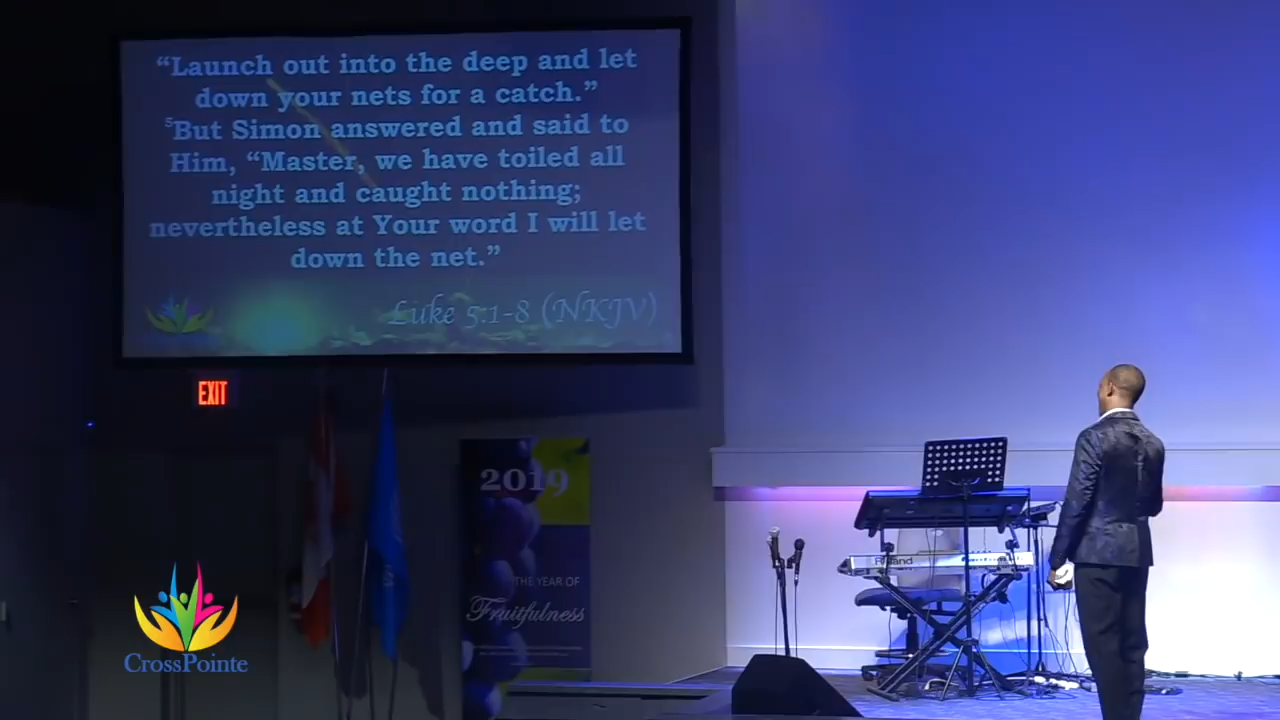 “Launch out into the deep and let
down your nets for a catch.”
⁵But Simon answered and said to
Him, “Master, we have toiled all
night and caught nothing;
nevertheless at Your word I will let
down the net.”
Luke 5:1-8 (NKJV)
EXIT
2019
THE YEAR OF
Fruitfulness
Roland
CrossPointe